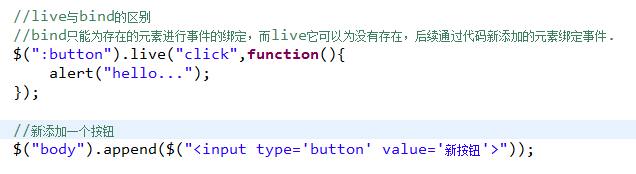 //live与bind的区别
//bind只能为存在的元素进行事件的绑定，而live它可以为没有存在，后续通过代码新添加的元素绑定事件.
$(":button").live("click",function(){
    alert("hello...");
});
//新添加一个按钮
$("body").append($("<input type='button' value='新按钮'>"));